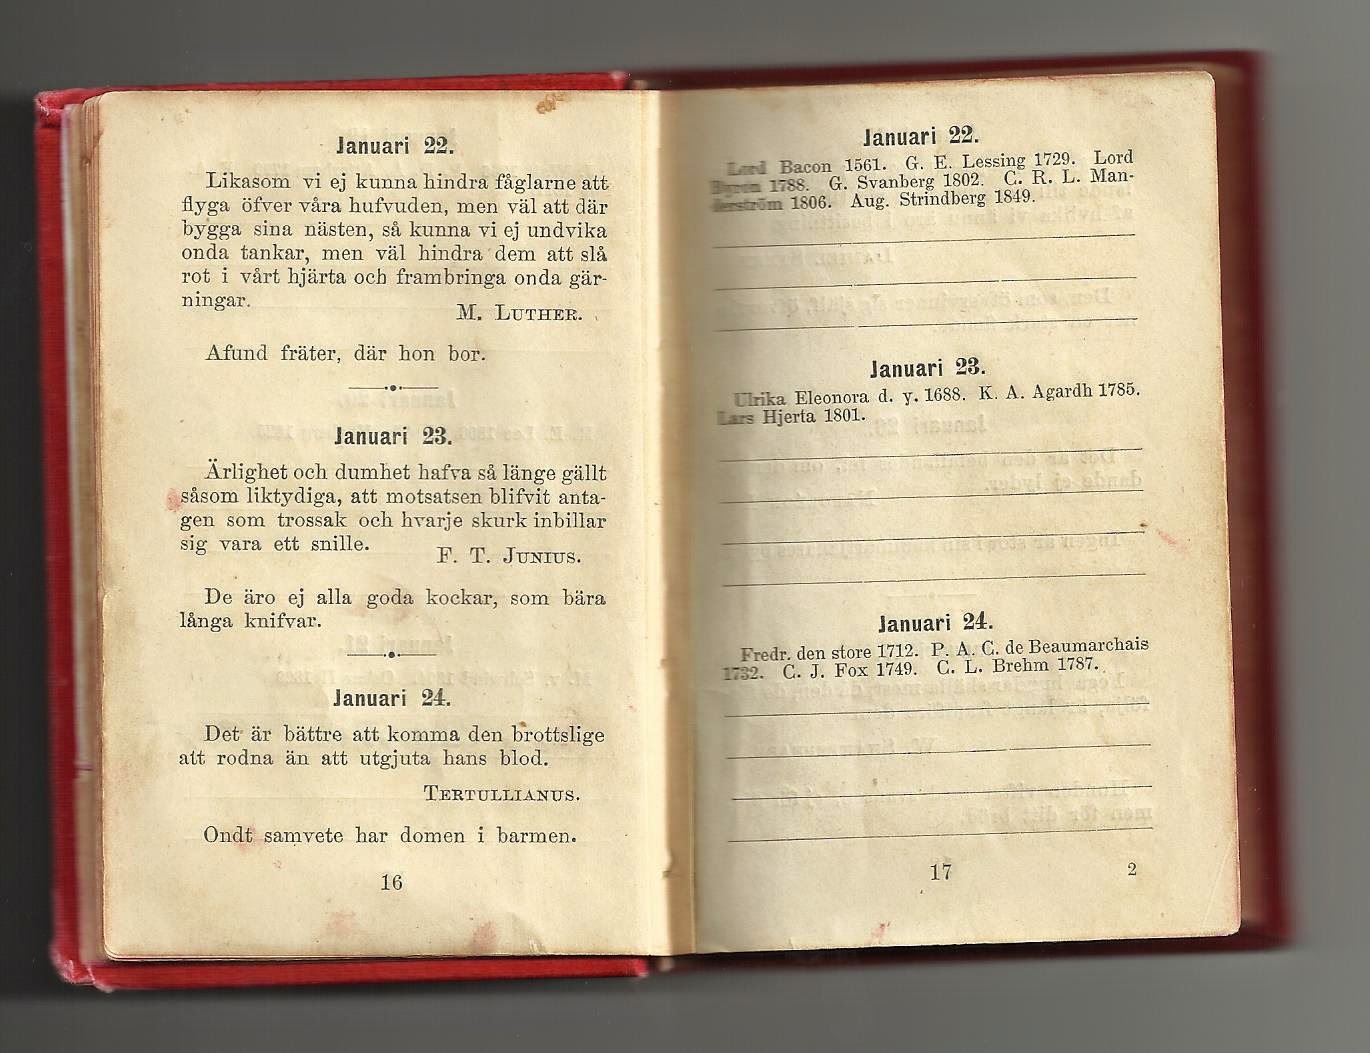 Januari 22.
Likasom vi ej kunna hindra fåglarne att
flyga öfver våra hufvuden, men väl att där
bygga sina nästen, så kunna vi ej undvika
onda tankar, men väl hindra dem att slå
rot i vårt hjärta och frambringa onda gär-
ningar.
M. LUTHER.
Afund fräter, där hon bor.
Januari 23.
Ärlighet och dumhet hafva så länge gällt
såsom liktydiga, att motsatsen blifvit anta-
gen som trossak och hvarje skurk inbillar
sig vara ett snille.
F. T. JUNIUS.
De äro ej alla goda kockar, som bära
långa knifvar.
Januari 24.
Det är bättre att komma den brottslige
att rodna än att utgjuta hans blod.
TERTULLIANUS.
Ondt samvete har domen i barmen.
16
Januari 22.
Lord Bacon 1561. G. E. Lessing 1729. Lord
Byron 1788. G. Svanberg 1802. C. R. L. Man-
derström 1806. Aug. Strindberg 1849.
Januari 23.
Ulrika Eleonora d. y. 1688. K. A. Agardh 1785.
Lars Hjerta 1801.
Januari 24.
Fredr. den store 1712. P. A. C. de Beaumarchais
1732. C. J. Fox 1749. C. L. Brehm 1787.
17 2